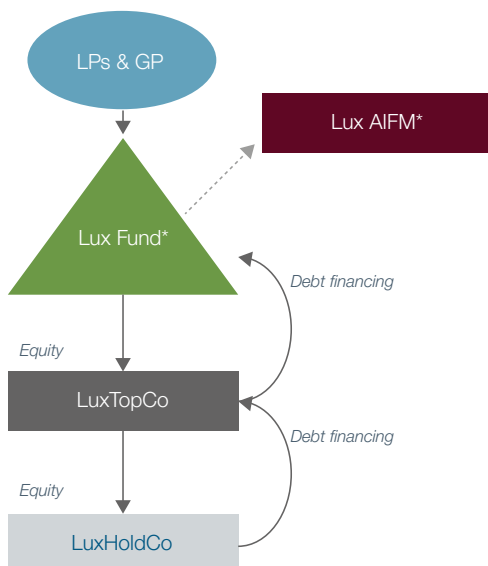 LPs & GP
Lux AIFM*
Lux Fund*
Debt financing
Equity
LuxTopCo
Debt financing
Equity
LuxHoldCo